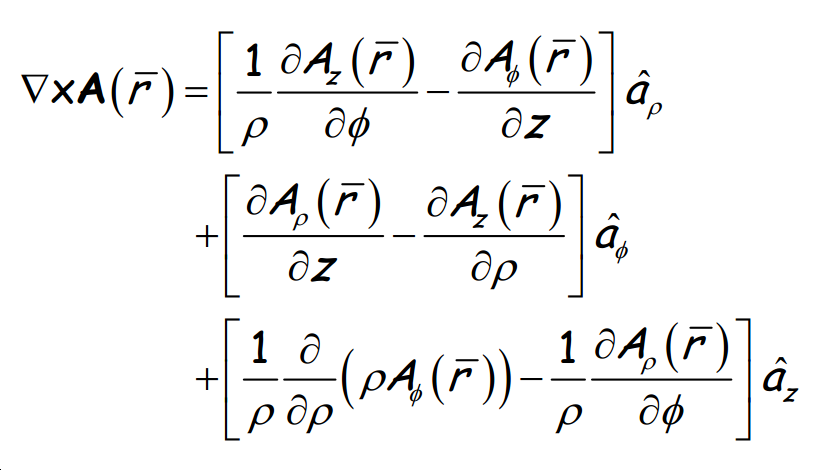 ∇xA(r̅) = [ (1/ρ) (∂A_z(r̅)/∂ϕ) − (∂A_ϕ(r̅)/∂z) ] â_ρ
+ [ (∂A_ρ(r̅)/∂z) − (∂A_z(r̅)/∂ρ) ] â_ϕ
+ [ (1/ρ) (∂/∂ρ) (ρA_ϕ(r̅)) − (1/ρ) (∂A_ρ(r̅)/∂ϕ) ] â_z